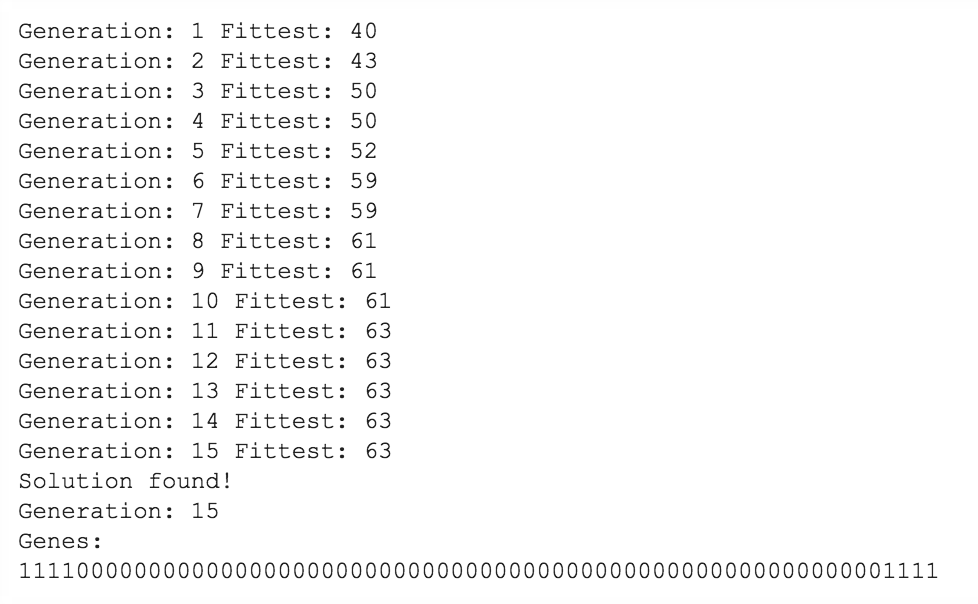 Generation: 1 Fittest: 40
Generation: 2 Fittest: 43
Generation: 3 Fittest: 50
Generation: 4 Fittest: 50
Generation: 5 Fittest: 52
Generation: 6 Fittest: 59
Generation: 7 Fittest: 59
Generation: 8 Fittest: 61
Generation: 9 Fittest: 61
Generation: 10 Fittest: 61
Generation: 11 Fittest: 63
Generation: 12 Fittest: 63
Generation: 13 Fittest: 63
Generation: 14 Fittest: 63
Generation: 15 Fittest: 63
Solution found!
Generation: 15
Genes:
1111000000000000000000000000000000000000000000000000000000001111